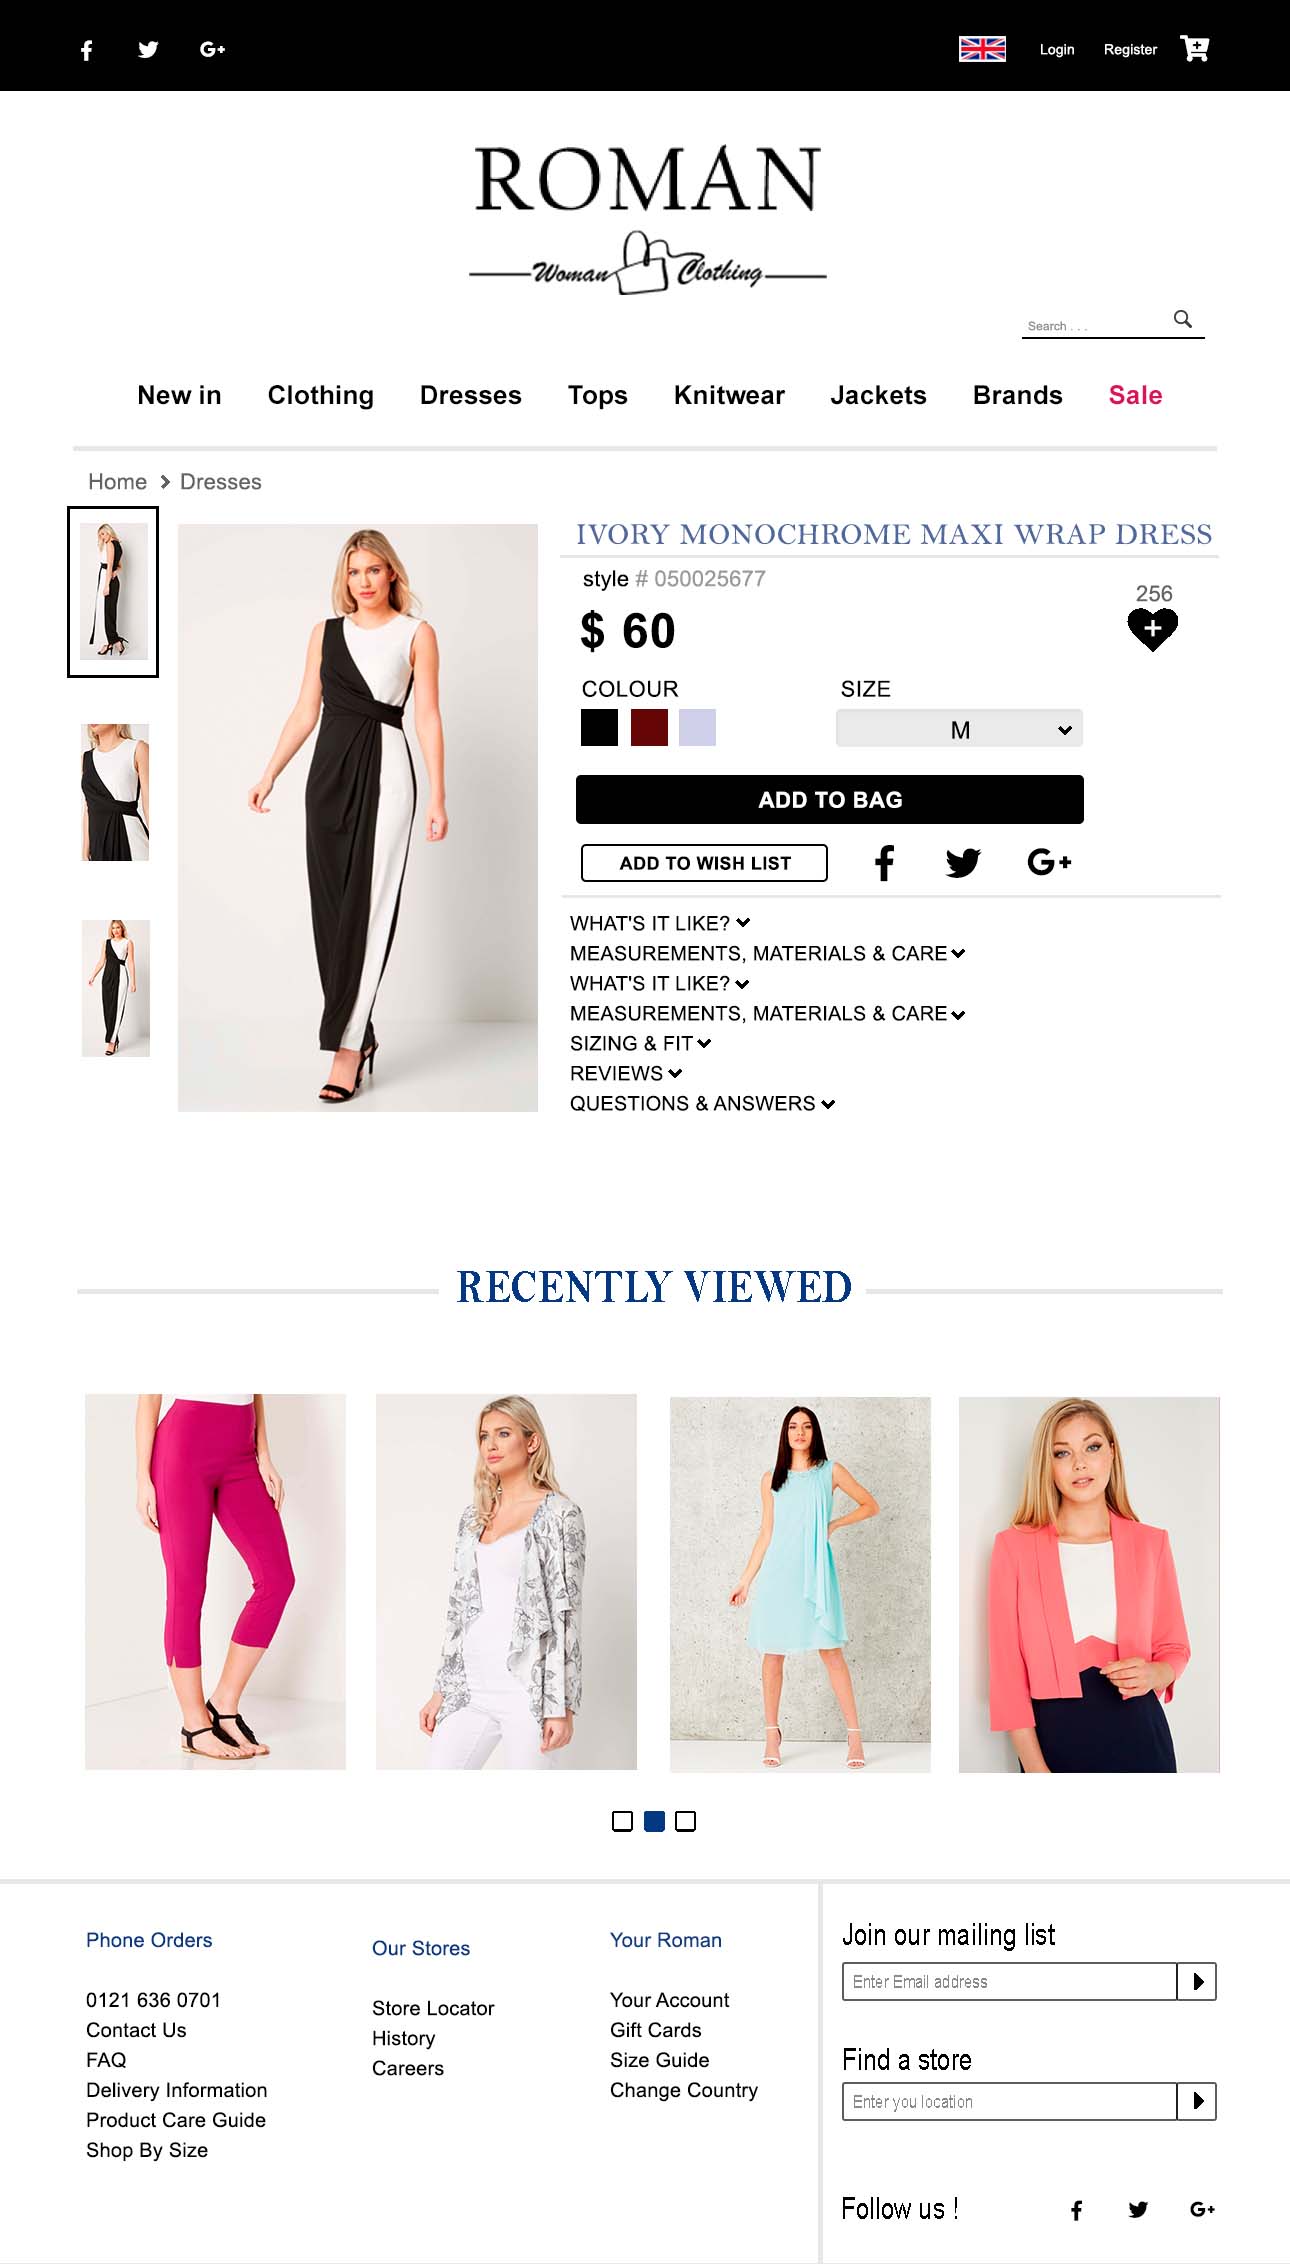 Login Register
ROMAN
Woman Clothing
Search . . .
New in Clothing Dresses Tops Knitwear Jackets Brands Sale
Home Dresses
IVORY MONOCHROME MAXI WRAP DRESS
style # 050025677
256
$ 60
COLOUR SIZE
M
ADD TO BAG
ADD TO WISH LIST
WHAT'S IT LIKE?
MEASUREMENTS, MATERIALS & CARE
WHAT'S IT LIKE?
MEASUREMENTS, MATERIALS & CARE
SIZING & FIT
REVIEWS
QUESTIONS & ANSWERS
RECENTLY VIEWED
Phone Orders
0121 636 0701
Contact Us
FAQ
Delivery Information
Product Care Guide
Shop By Size
Our Stores
Store Locator
History
Careers
Your Roman
Your Account
Gift Cards
Size Guide
Change Country
Join our mailing list
Enter Email address
Find a store
Enter you location
Follow us !